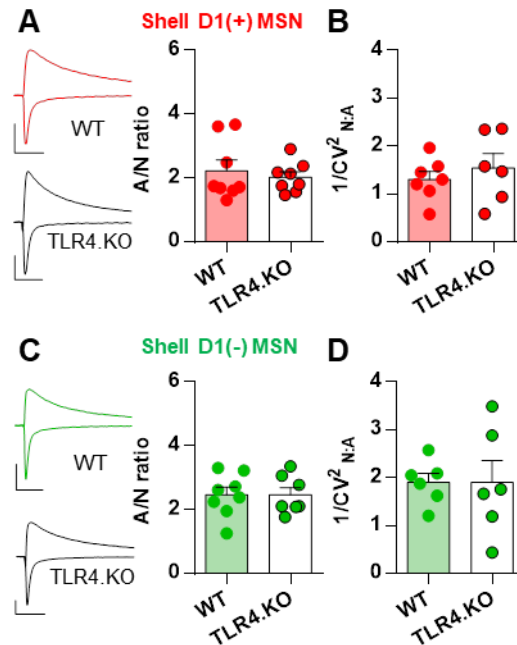 A
Shell D1(+) MSN
B
WT
TLR4.KO
A/N ratio
6
4
2
0
WT
TLR4.KO
1/CV² N:A
4
3
2
1
0
WT
TLR4.KO
C
Shell D1(-) MSN
D
WT
TLR4.KO
A/N ratio
6
4
2
0
WT
TLR4.KO
1/CV² N:A
4
3
2
1
0
WT
TLR4.KO